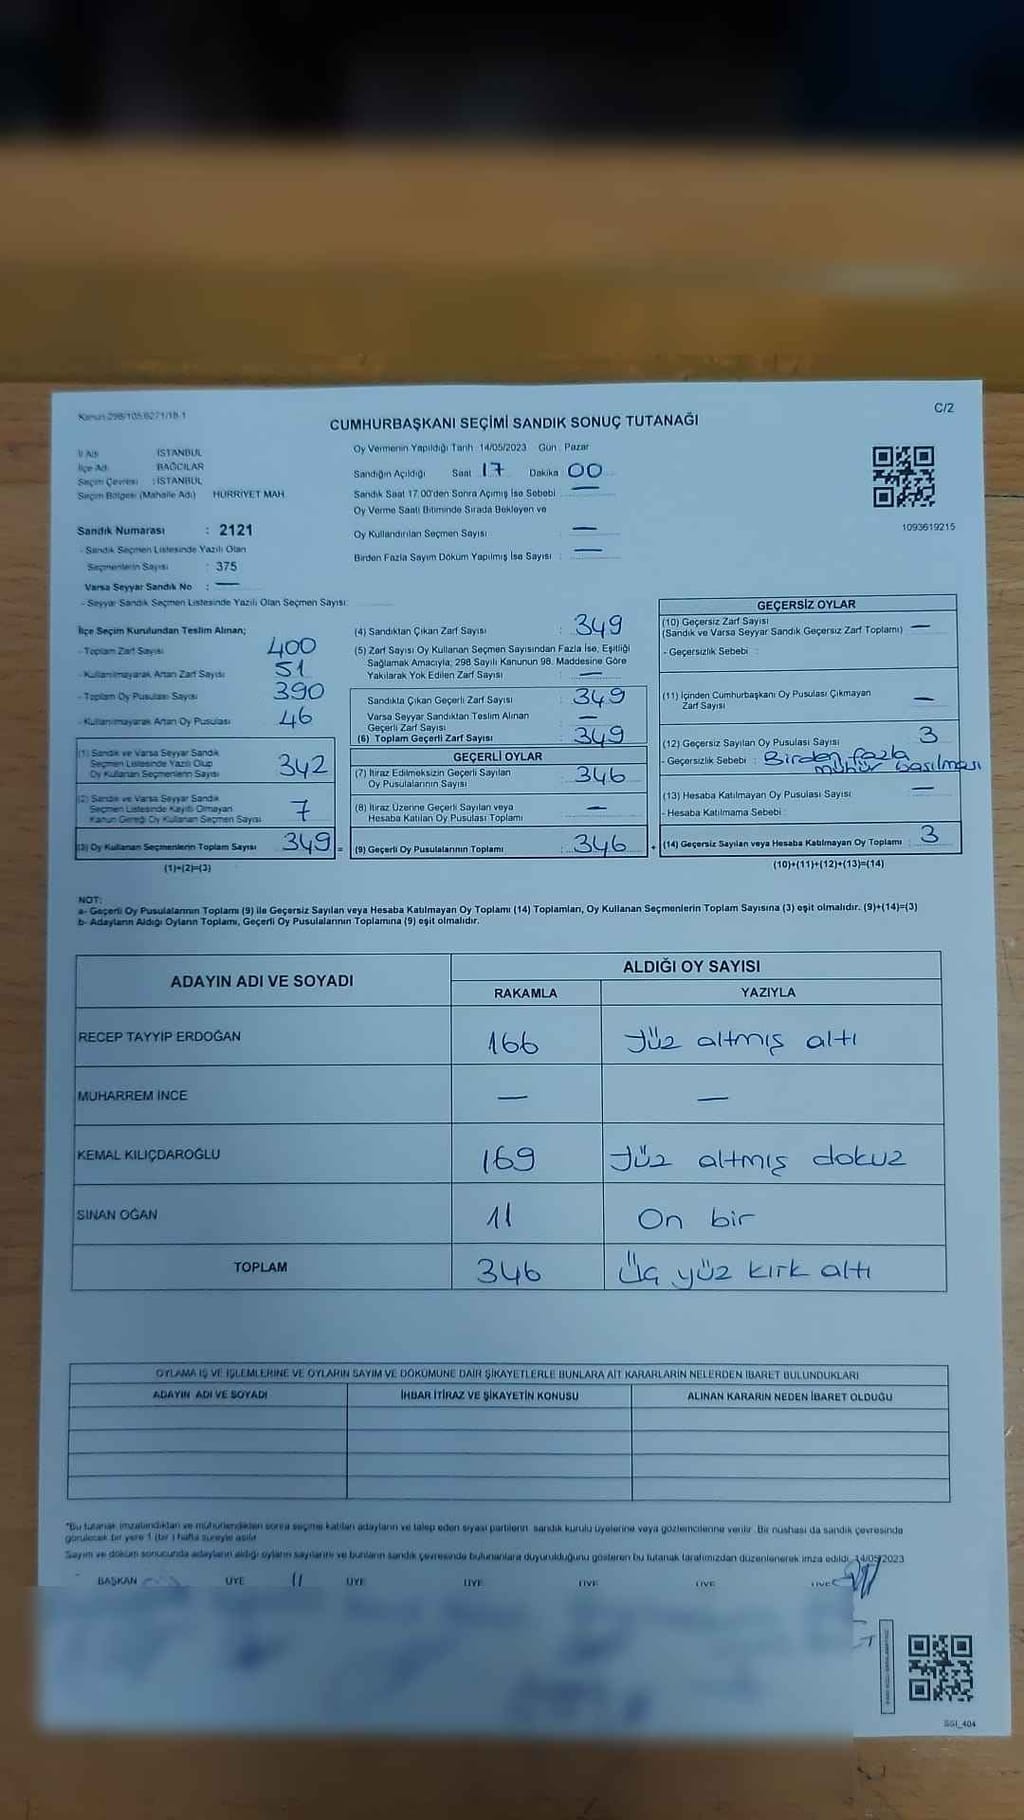 Kanun 298/105.6271/18-1
C/2
CUMHURBAŞKANI SEÇİMİ SANDIK SONUÇ TUTANAĞI
İl Adı : İSTANBUL
İlçe Adı : BAĞCILAR
Seçim Çevresi : İSTANBUL
Seçim Bölgesi (Mahalle Adı) HÜRRİYET MAH.
Oy Vermenin Yapıldığı Tarih 14/05/2023 Gün : Pazar
Sandığın Açıldığı Saat 17 Dakika 00
Sandık Saat 17.00'den Sonra Açımış İse Sebebi —
Oy Verme Saati Bitiminde Sırada Bekleyen ve
Oy Kullandırılan Seçmen Sayısı —
Birden Fazla Sayım Döküm Yapılmış İse Sayısı : —
1093619215
Sandık Numarası : 2121
- Sandık Seçmen Listesinde Yazılı Olan
Seçmenlerin Sayısı : 375
Varsa Seyyar Sandık No : —
- Seyyar Sandık Seçmen Listesinde Yazılı Olan Seçmen Sayısı:
İlçe Seçim Kurulundan Teslim Alınan;
- Toplam Zarf Sayısı 400
- Kullanılmayarak Artan Zarf Sayısı 51
- Toplam Oy Pusulası Sayısı 390
- Kullanılmayarak Artan Oy Pusulası 46
(1) Sandık ve Varsa Seyyar Sandık
Seçmen Listesinde Yazılı Olup
Oy Kullanan Seçmenlerin Sayısı 342
(2) Sandık ve Varsa Seyyar Sandık
Seçmen Listesinde Kayıtlı Olmayan
Kanun Gereği Oy Kullanan Seçmen Sayısı 7
(3) Oy Kullanan Seçmenlerin Toplam Sayısı 349 =
(1)+(2)=(3)
(4) Sandıktan Çıkan Zarf Sayısı : 349
(5) Zarf Sayısı Oy Kullanan Seçmen Sayısından Fazla İse, Eşitliği
Sağlamak Amacıyla, 298 Sayılı Kanunun 98. Maddesine Göre
Yakılarak Yok Edilen Zarf Sayısı : —
Sandıkta Çıkan Geçerli Zarf Sayısı : 349
Varsa Seyyar Sandıktan Teslim Alınan
Geçerli Zarf Sayısı : —
(6) Toplam Geçerli Zarf Sayısı : 349
GEÇERLİ OYLAR
(7) İtiraz Edilmeksizin Geçerli Sayılan
Oy Pusulalarının Sayısı : 346
(8) İtiraz Üzerine Geçerli Sayılan veya
Hesaba Katılan Oy Pusulası Toplamı : —
(9) Geçerli Oy Pusulalarının Toplamı : 346 +
GEÇERSİZ OYLAR
(10) Geçersiz Zarf Sayısı
(Sandık ve Varsa Seyyar Sandık Geçersiz Zarf Toplamı) —
- Geçersizlik Sebebi :
(11) İçinden Cumhurbaşkanı Oy Pusulası Çıkmayan
Zarf Sayısı —
(12) Geçersiz Sayılan Oy Pusulası Sayısı 3
- Geçersizlik Sebebi : Birden fazla
mühür basılması
(13) Hesaba Katılmayan Oy Pusulası Sayısı —
- Hesaba Katılmama Sebebi :
(14) Geçersiz Sayılan veya Hesaba Katılmayan Oy Toplamı 3
(10)+(11)+(12)+(13)=(14)
NOT:
a- Geçerli Oy Pusulalarının Toplamı (9) ile Geçersiz Sayılan veya Hesaba Katılmayan Oy Toplamı (14) Toplamları, Oy Kullanan Seçmenlerin Toplam Sayısına (3) eşit olmalıdır. (9)+(14)=(3)
b- Adayların Aldığı Oyların Toplamı, Geçerli Oy Pusulalarının Toplamına (9) eşit olmalıdır.
ADAYIN ADI VE SOYADI
ALDIĞI OY SAYISI
RAKAMLA YAZIYLA
RECEP TAYYİP ERDOĞAN 166 Yüz altmış altı
MUHARREM İNCE — —
KEMAL KILIÇDAROĞLU 169 Yüz altmış dokuz
SİNAN OĞAN 11 On bir
TOPLAM 346 Üç yüz kırk altı
OYLAMA İŞ VE İŞLEMLERİNE VE OYLARIN SAYIM VE DÖKÜMÜNE DAİR ŞİKAYETLERLE BUNLARA AİT KARARLARIN NELERDEN İBARET BULUNDUKLARI
ADAYIN ADI VE SOYADI İHBAR İTİRAZ VE ŞİKAYETİN KONUSU ALINAN KARARIN NEDEN İBARET OLDUĞU
*Bu tutanak imzalandıktan ve mühürlendikten sonra seçime katılan adayların ve talep eden siyasi partilerin sandık kurulu üyelerine veya gözlemcilerine verilir. Bir nüshası da sandık çevresinde
görülecek bir yere 1 (bir) hafta süreyle asılır.
Sayım ve döküm sonucunda adayların aldığı oyların sayılarını ve bunların sandık çevresinde bulunanlara duyurulduğunu gösteren bu tutanak tarafımızdan düzenlenerek imza edildi. 14/05/2023
BAŞKAN ÜYE ÜYE ÜYE ÜYE ÜYE ÜYE
SSI_404